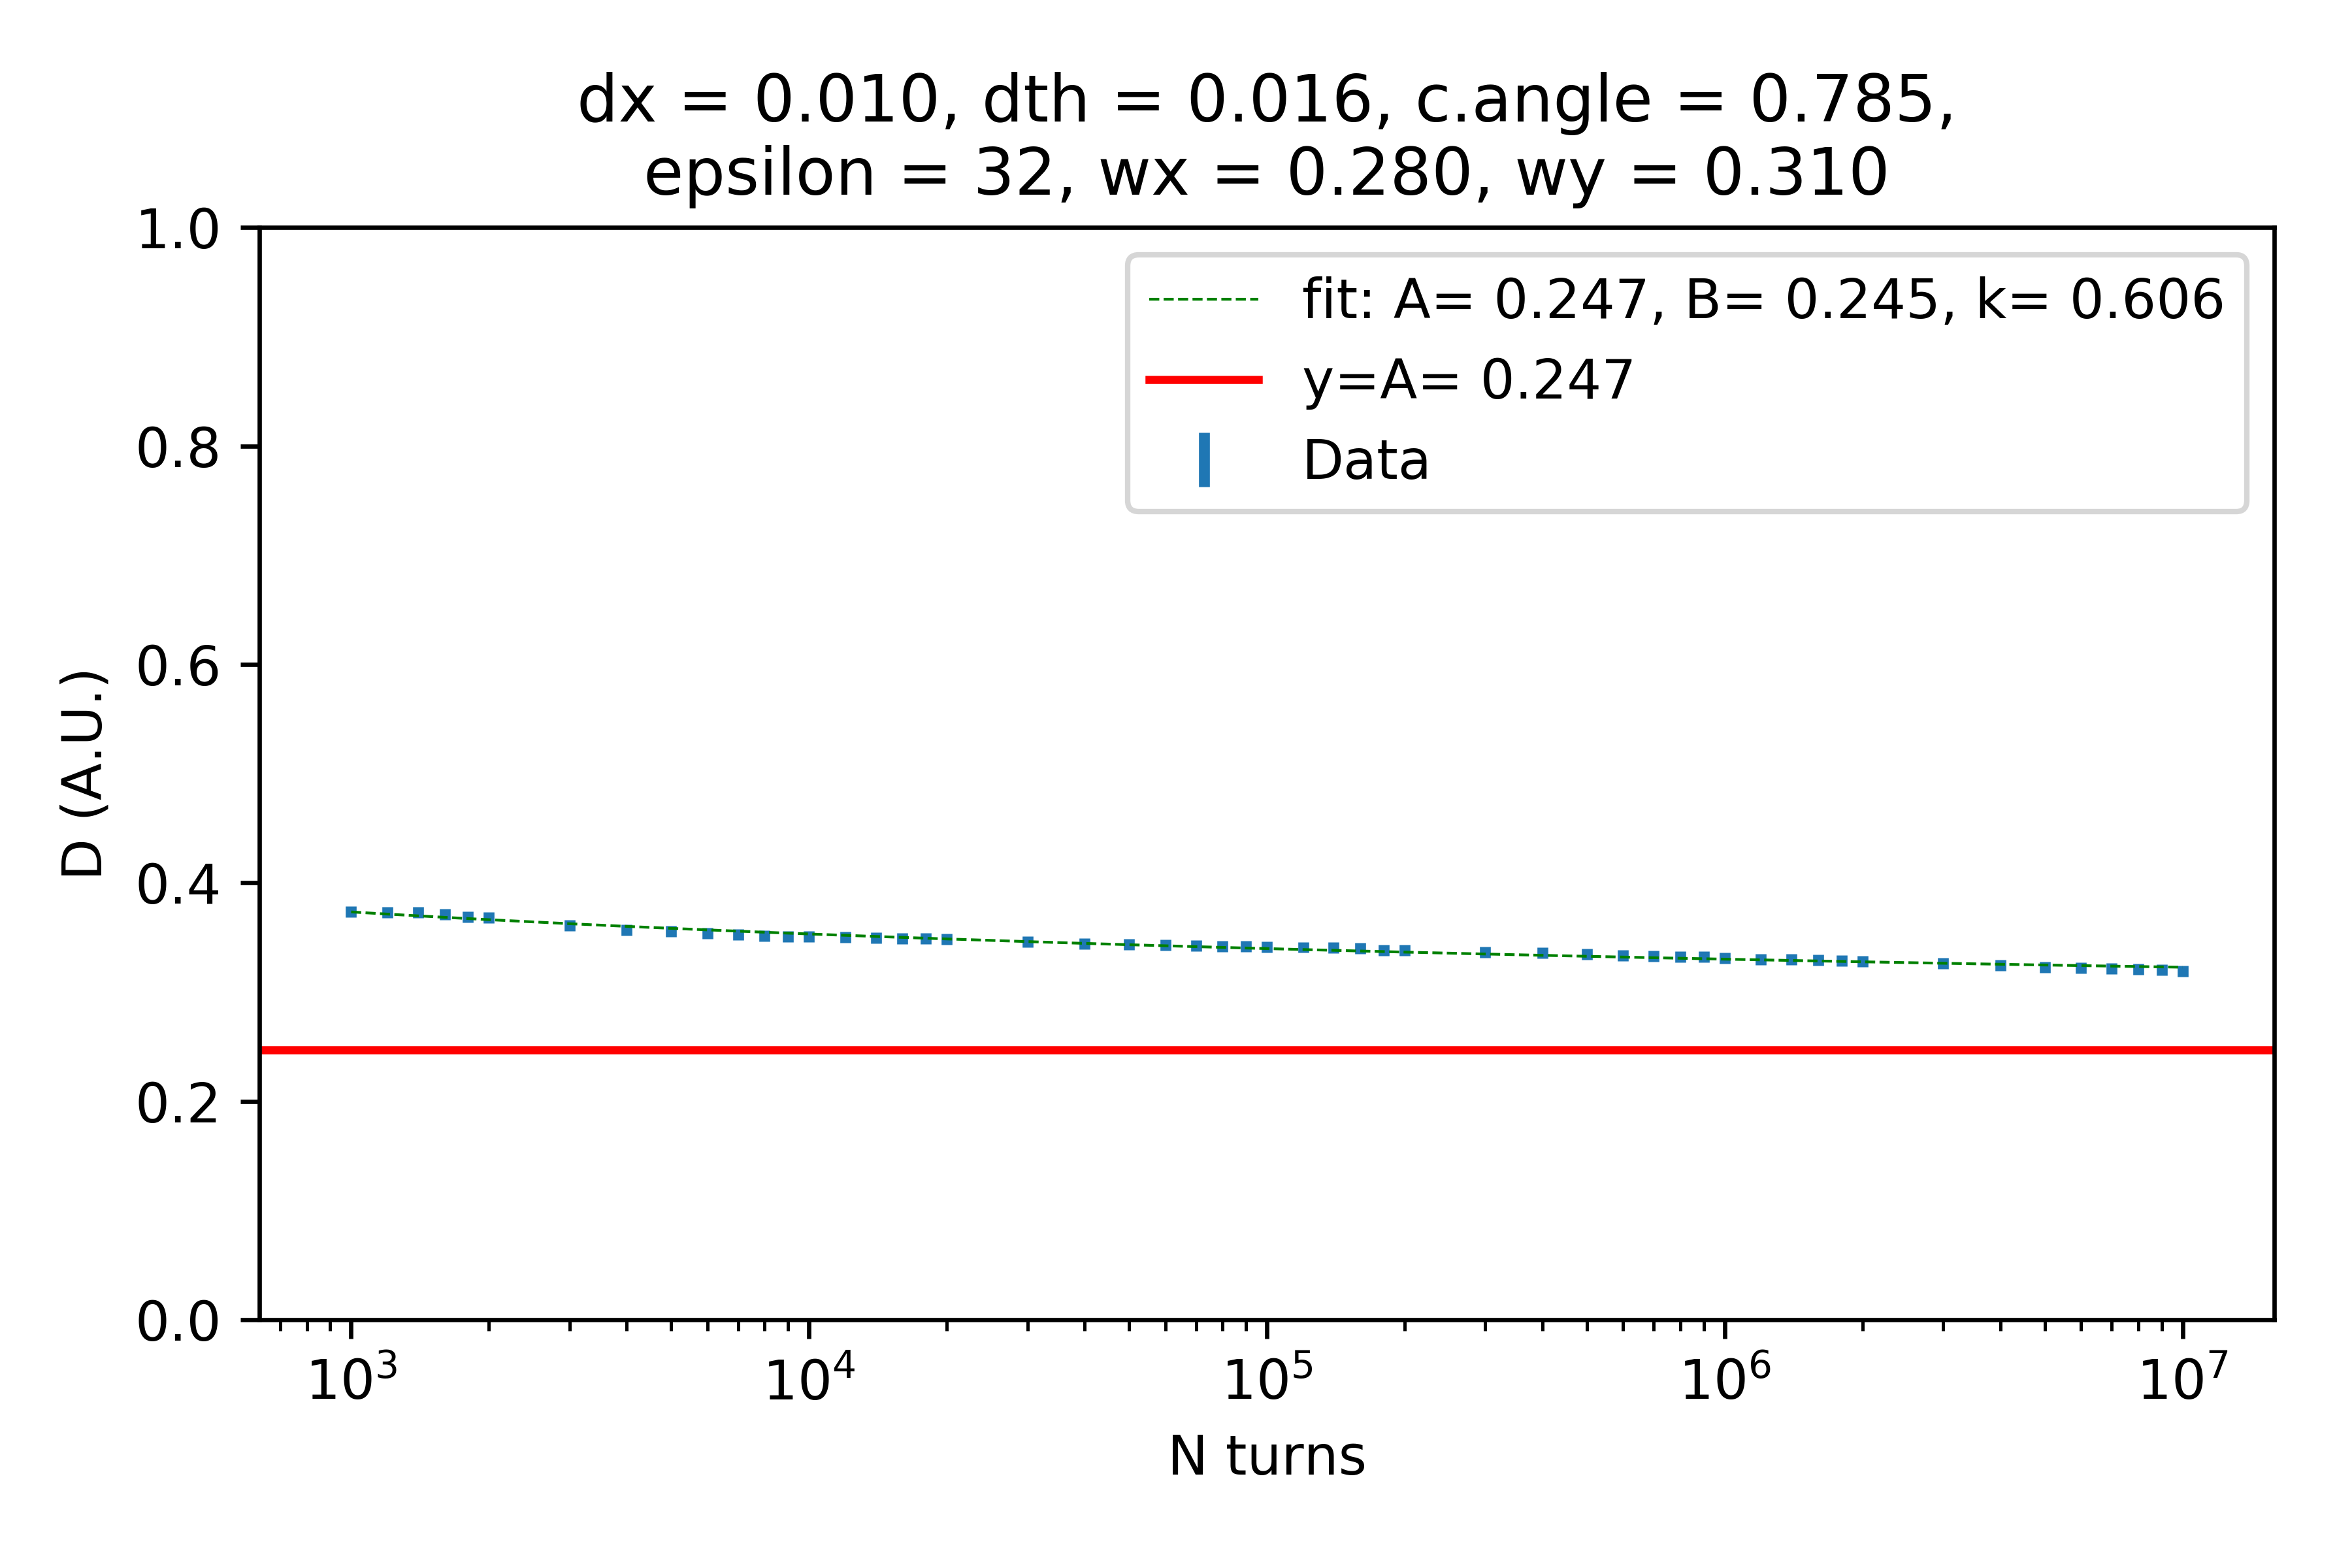 dx = 0.010, dth = 0.016, c.angle = 0.785,
epsilon = 32, wx = 0.280, wy = 0.310
fit: A= 0.247, B= 0.245, k= 0.606
y=A= 0.247
Data
D (A.U.)
1.0
0.8
0.6
0.4
0.2
0.0
10³ 10⁴ 10⁵ 10⁶ 10⁷
N turns